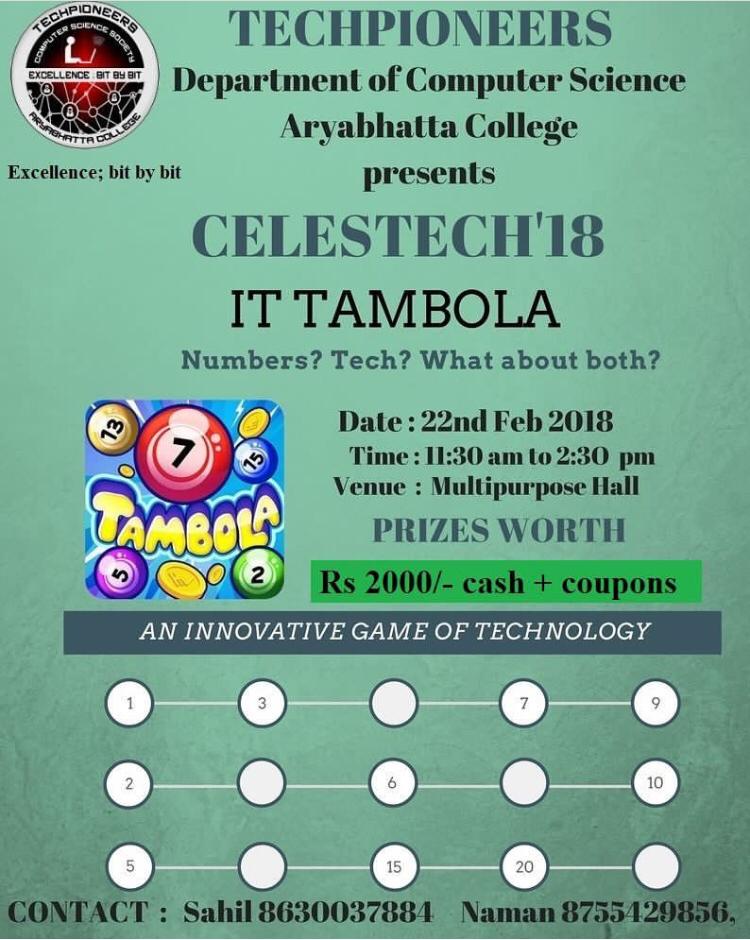 TECHPIONEERS
COMPUTER SCIENCE SOCIETY
EXCELLENCE : BIT BY BIT
ARYABHATTA COLLEGE
Excellence; bit by bit
TECHPIONEERS
Department of Computer Science
Aryabhatta College
presents
CELESTECH'18
IT TAMBOLA
Numbers? Tech? What about both?
13
7
15
TAMBOLA
5
2
Date : 22nd Feb 2018
Time : 11:30 am to 2:30 pm
Venue : Multipurpose Hall
PRIZES WORTH
Rs 2000/- cash + coupons
AN INNOVATIVE GAME OF TECHNOLOGY
1 3 7 9
2 6 10
5 15 20
CONTACT : Sahil 8630037884 Naman 8755429856,